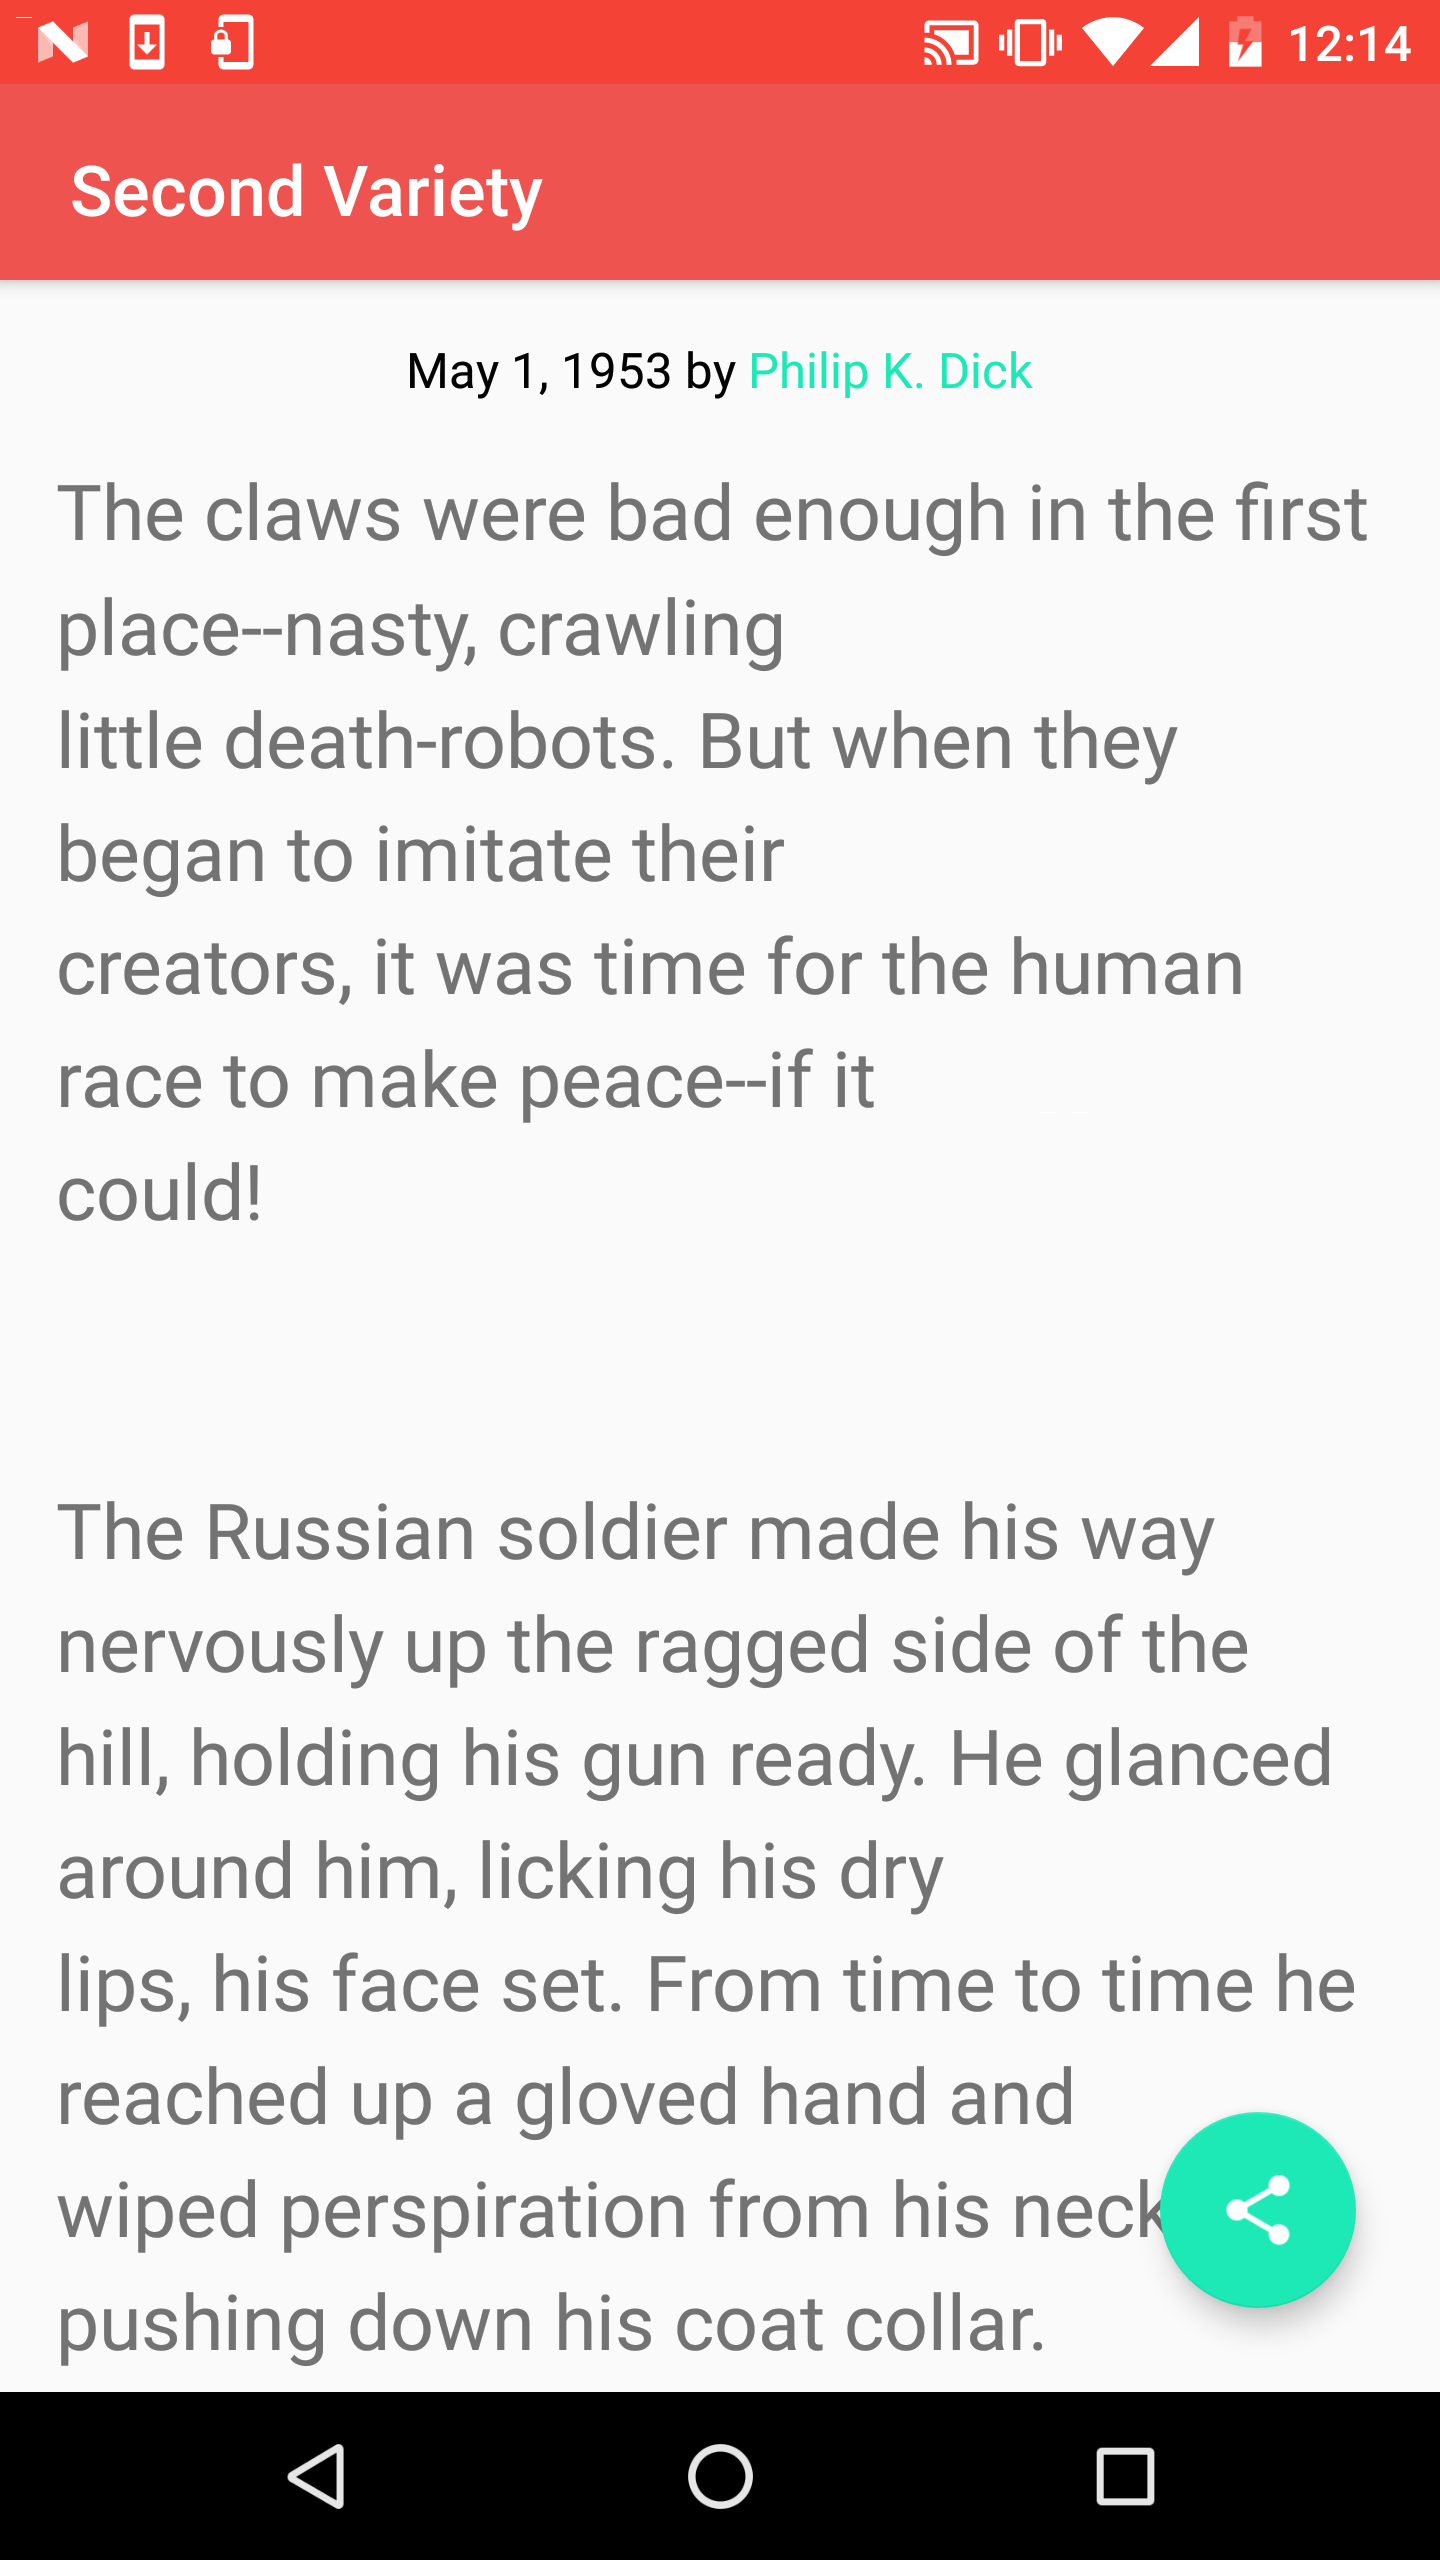 12:14
Second Variety
May 1, 1953 by Philip K. Dick
The claws were bad enough in the first
place--nasty, crawling
little death-robots. But when they
began to imitate their
creators, it was time for the human
race to make peace--if it
could!
The Russian soldier made his way
nervously up the ragged side of the
hill, holding his gun ready. He glanced
around him, licking his dry
lips, his face set. From time to time he
reached up a gloved hand and
wiped perspiration from his neck
pushing down his coat collar.